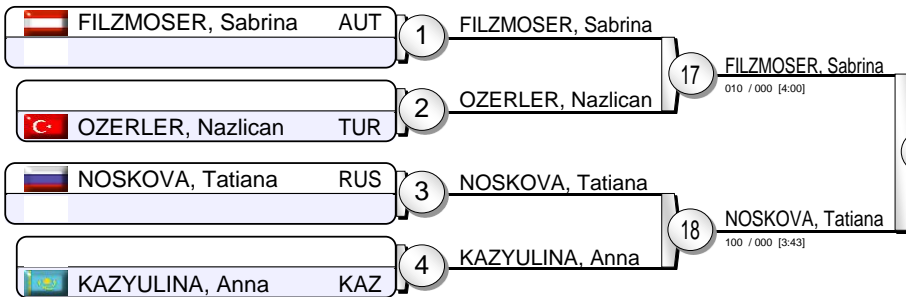 FILZMOSER, Sabrina AUT
1
FILZMOSER, Sabrina
17
FILZMOSER, Sabrina
010 / 000 [4:00]
2
OZERLER, Nazlican
OZERLER, Nazlican TUR
NOSKOVA, Tatiana RUS
3
NOSKOVA, Tatiana
18
NOSKOVA, Tatiana
100 / 000 [3:43]
4
KAZYULINA, Anna
KAZYULINA, Anna KAZ